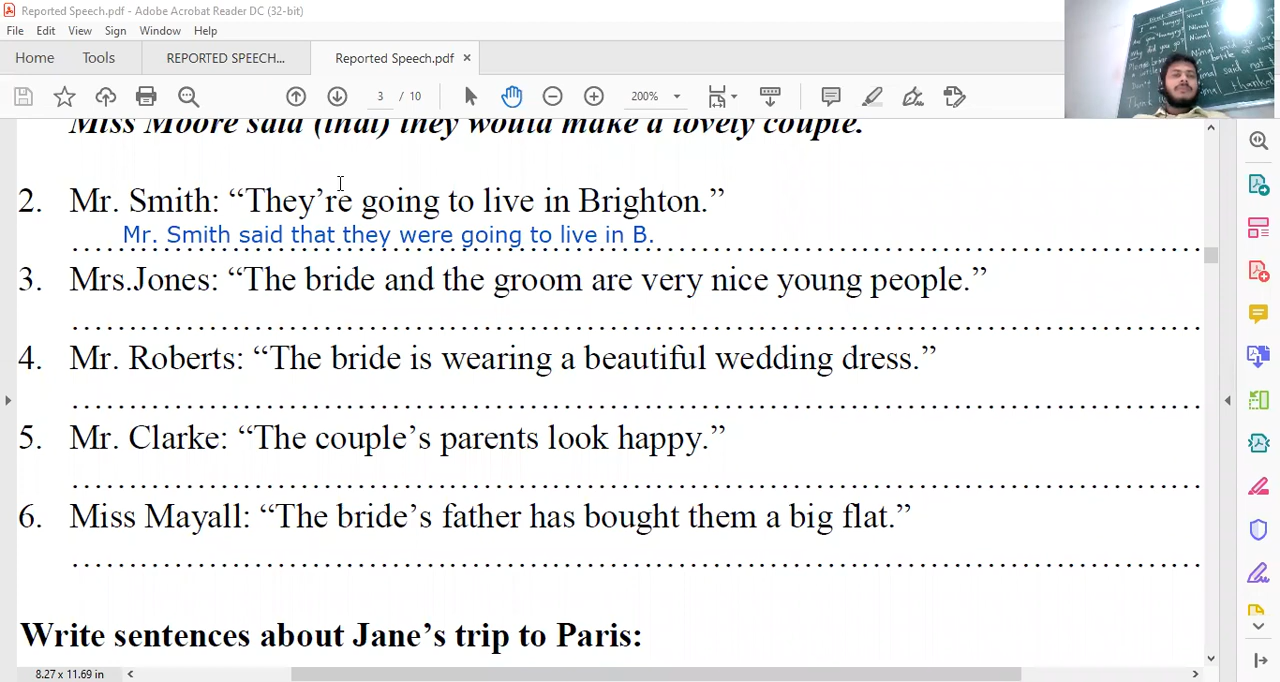 Reported Speech.pdf - Adobe Acrobat Reader DC (32-bit)
File Edit View Sign Window Help
Home Tools REPORTED SPEECH... Reported Speech.pdf ×
3 / 10 200%
Miss Moore said (that) they would make a lovely couple.
2. Mr. Smith: “They’re going to live in Brighton.”
Mr. Smith said that they were going to live in B.
3. Mrs.Jones: “The bride and the groom are very nice young people.”
4. Mr. Roberts: “The bride is wearing a beautiful wedding dress.”
5. Mr. Clarke: “The couple’s parents look happy.”
6. Miss Mayall: “The bride’s father has bought them a big flat.”
Write sentences about Jane’s trip to Paris:
8.27 x 11.69 in